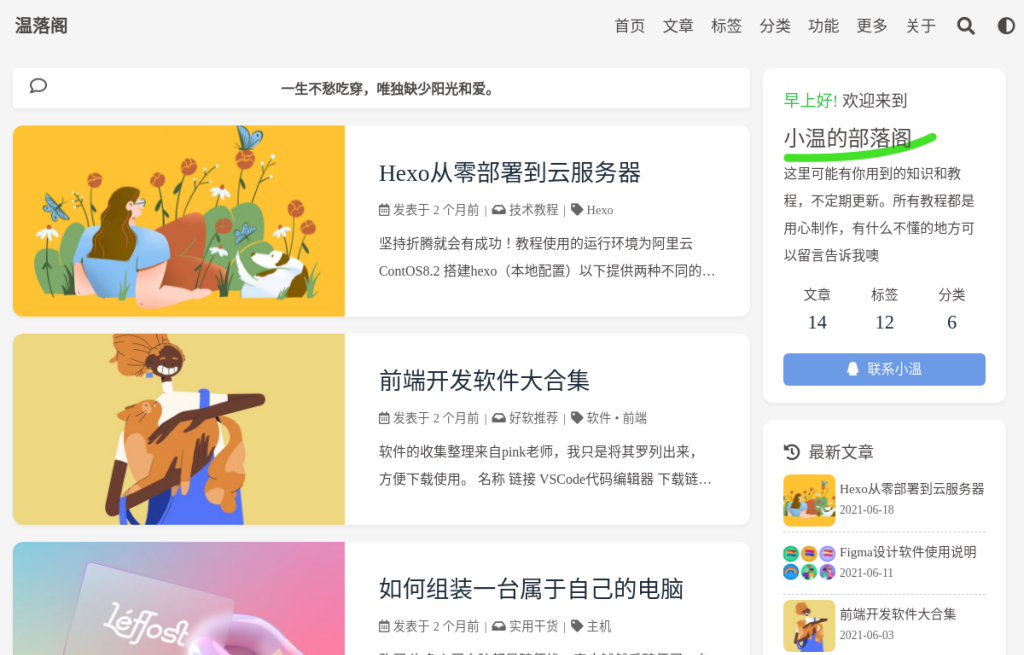 温落阁
首页 文章 标签 分类 功能 更多 关于
一生不愁吃穿，唯独缺少阳光和爱。
Hexo从零部署到云服务器
发表于 2 个月前 | 技术教程 | Hexo
坚持折腾就会有成功！教程使用的运行环境为阿里云
ContOS8.2 搭建hexo（本地配置）以下提供两种不同的…
前端开发软件大合集
发表于 2 个月前 | 好软推荐 | 软件 • 前端
软件的收集整理来自pink老师，我只是将其罗列出来，
方便下载使用。 名称 链接 VSCode代码编辑器 下载链…
léffost
如何组装一台属于自己的电脑
发表于 2 个月前 | 实用干货 | 主机
早上好! 欢迎来到
小温的部落阁
这里可能有你用到的知识和教
程，不定期更新。所有教程都是
用心制作，有什么不懂的地方可
以留言告诉我噢
文章 标签 分类
14 12 6
联系小溫
最新文章
Hexo从零部署到云服务器
2021-06-18
Figma设计软件使用说明
2021-06-11
前端开发软件大合集
2021-06-03